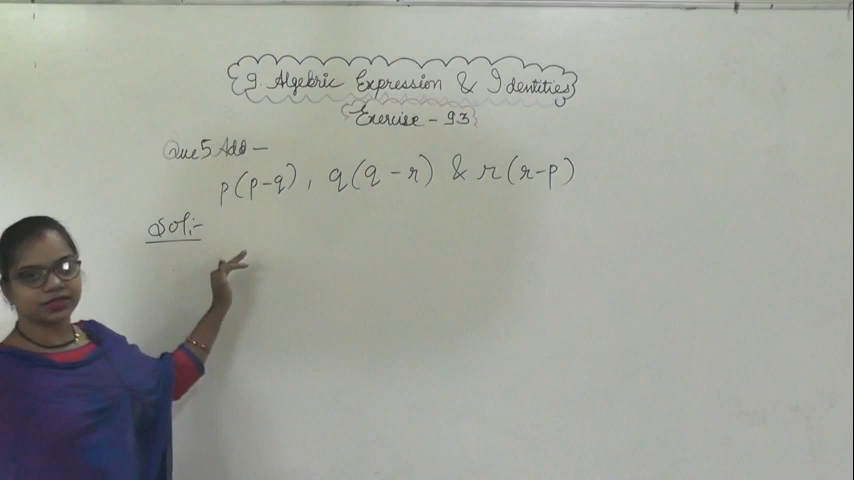 9. Algebric Expression & Identities
Exercise - 9.3
Que 5 Add -
p(p-q), q(q-r) & r(r-p)
Sol:-